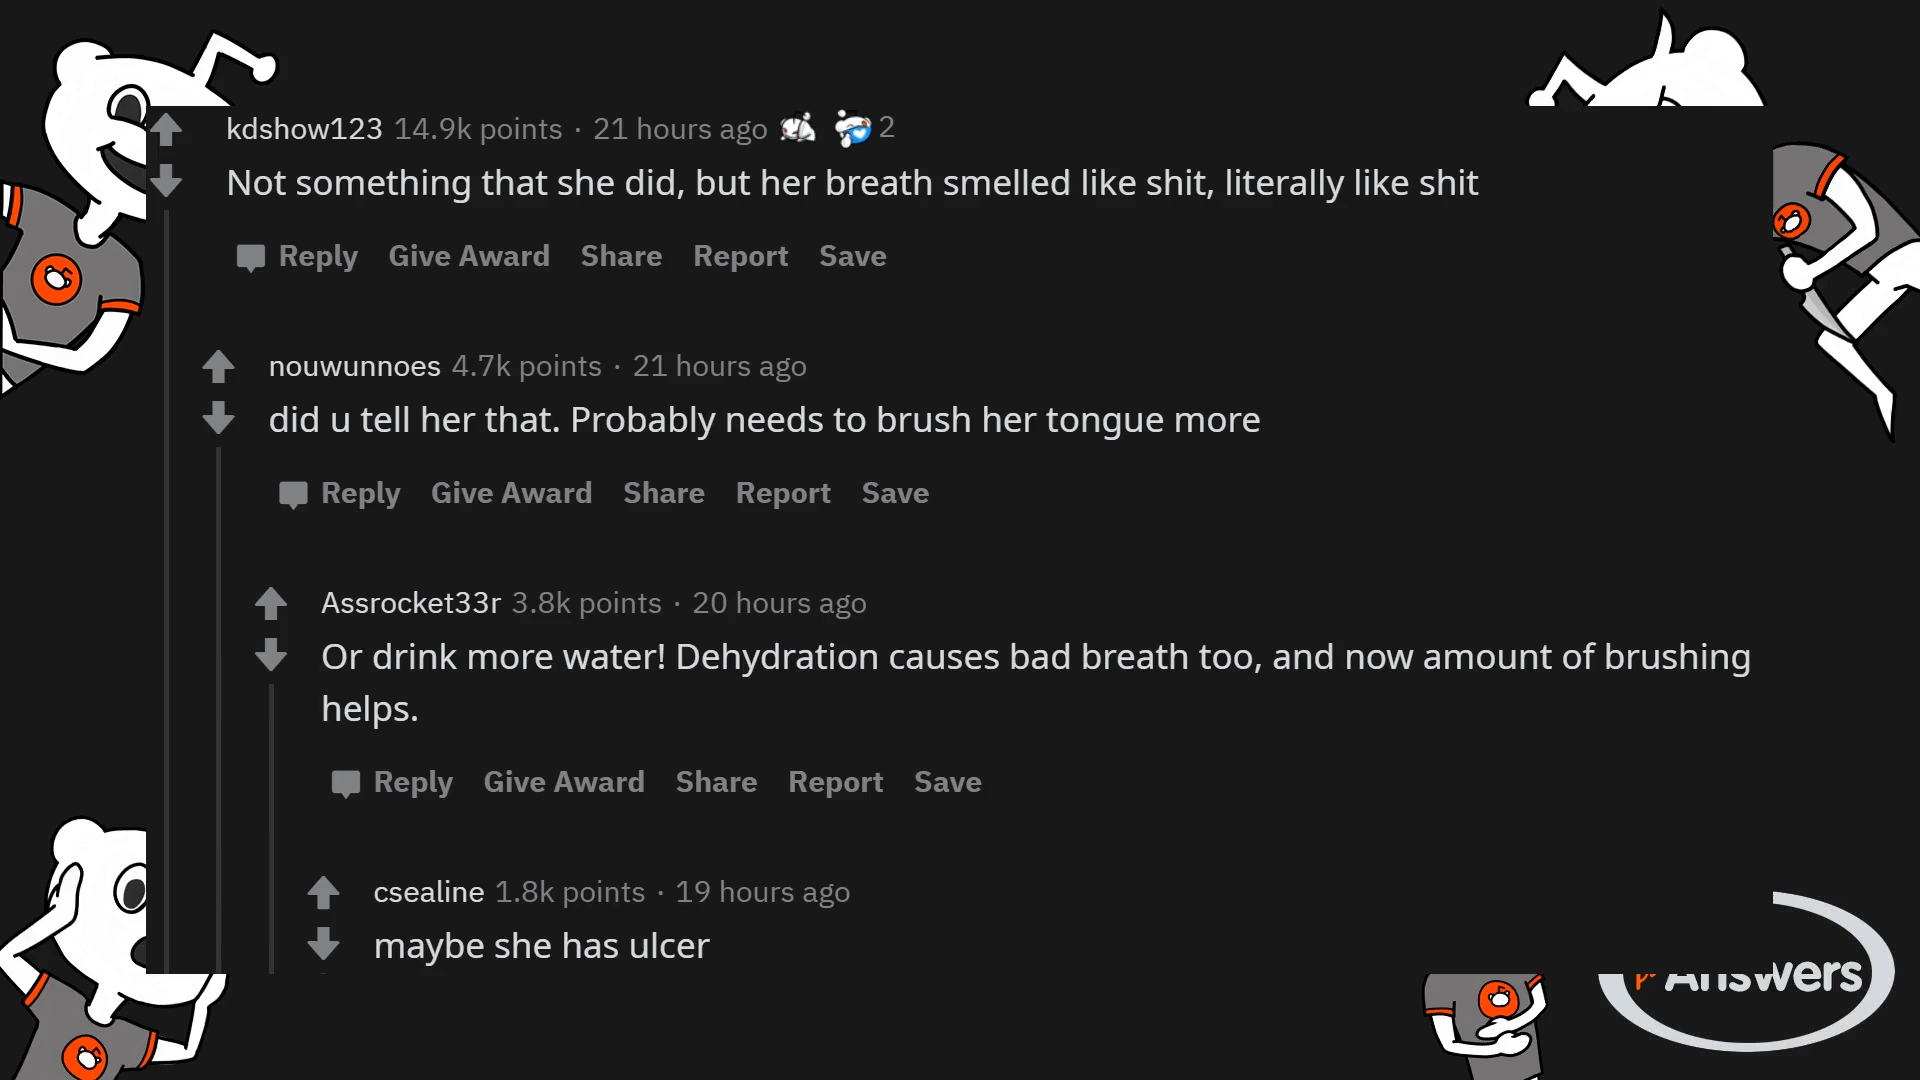 kdshow123 14.9k points · 21 hours ago 2
Not something that she did, but her breath smelled like shit, literally like shit
Reply Give Award Share Report Save
nouwunnoes 4.7k points · 21 hours ago
did u tell her that. Probably needs to brush her tongue more
Reply Give Award Share Report Save
Assrocket33r 3.8k points · 20 hours ago
Or drink more water! Dehydration causes bad breath too, and now amount of brushing
helps.
Reply Give Award Share Report Save
csealine 1.8k points · 19 hours ago
maybe she has ulcer
Answers